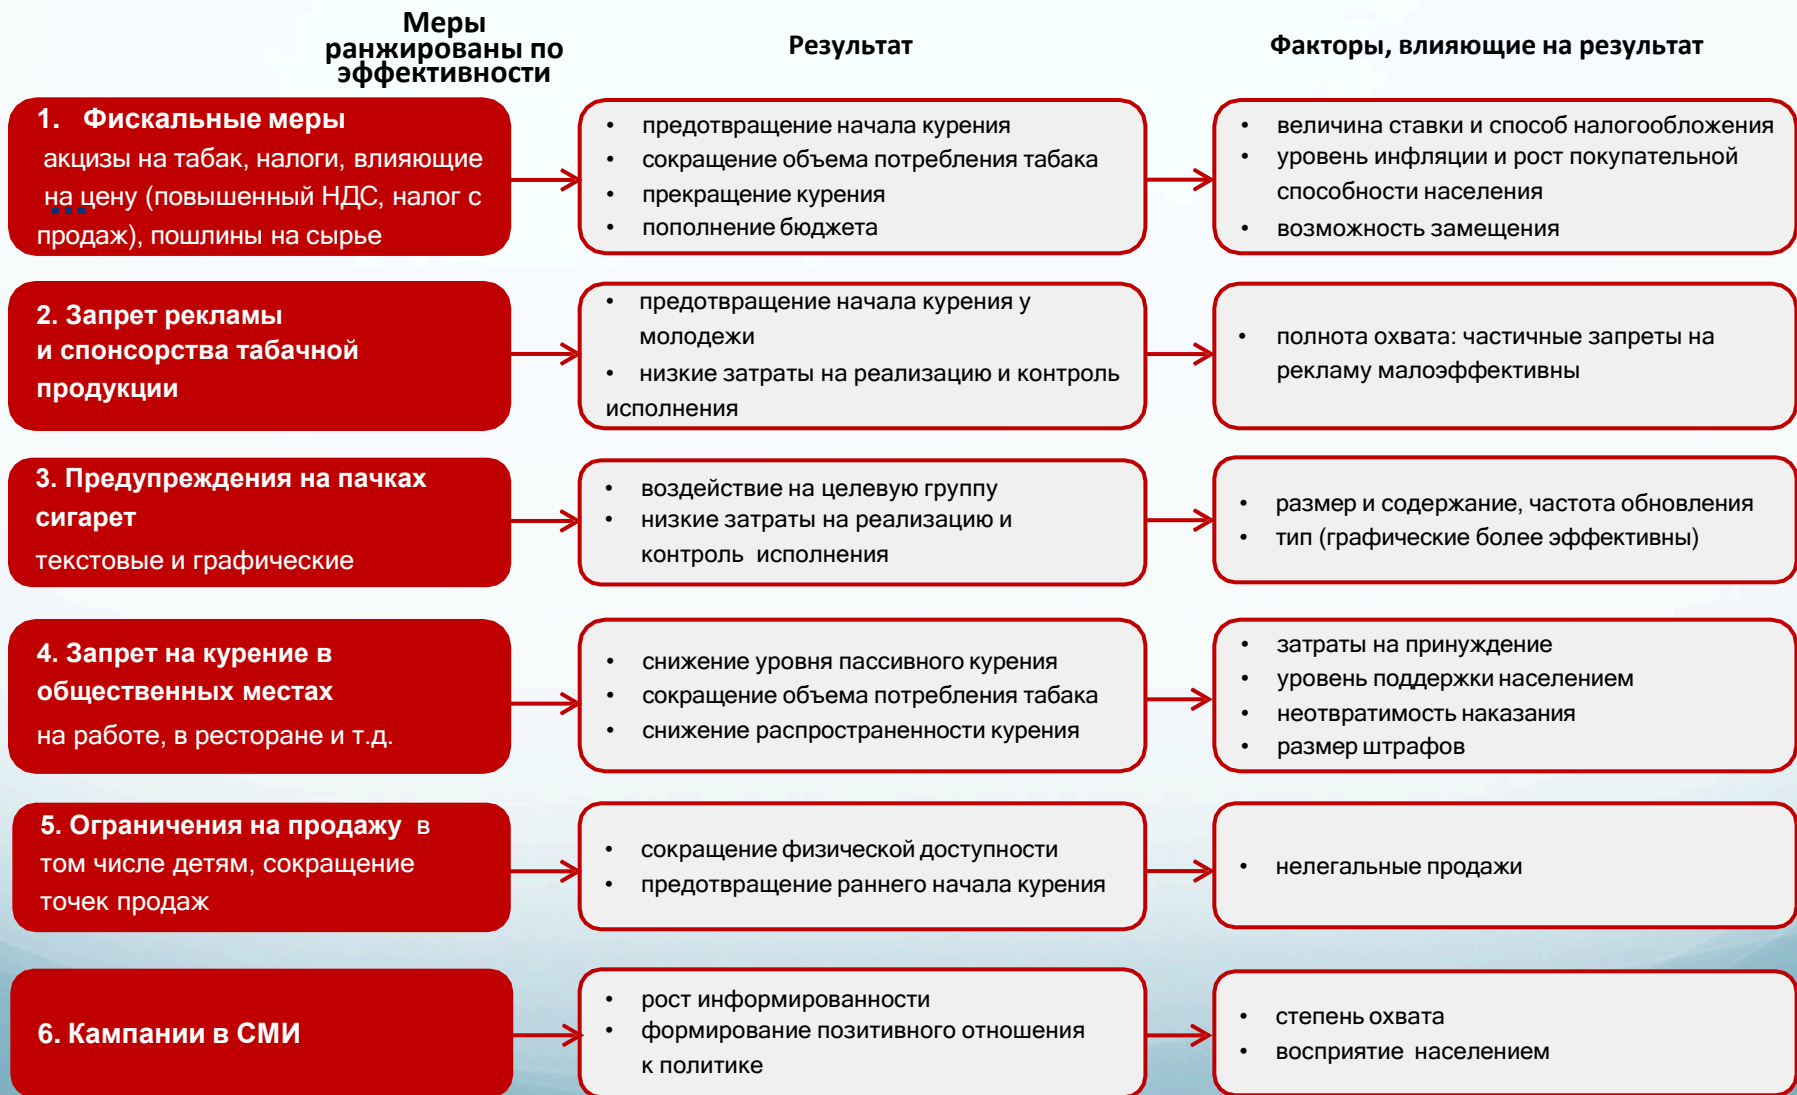 Меры
ранжированы по
эффективности
Результат
Факторы, влияющие на результат
1. Фискальные меры
акцизы на табак, налоги, влияющие
на цену (повышенный НДС, налог с
продаж), пошлины на сырье
• предотвращение начала курения
• сокращение объема потребления табака
• прекращение курения
• пополнение бюджета
• величина ставки и способ налогообложения
• уровень инфляции и рост покупательной
способности населения
• возможность замещения
2. Запрет рекламы
и спонсорства табачной
продукции
• предотвращение начала курения у
молодежи
• низкие затраты на реализацию и контроль
исполнения
• полнота охвата: частичные запреты на
рекламу малоэффективны
3. Предупреждения на пачках
сигарет
текстовые и графические
• воздействие на целевую группу
• низкие затраты на реализацию и
контроль исполнения
• размер и содержание, частота обновления
• тип (графические более эффективны)
4. Запрет на курение в
общественных местах
на работе, в ресторане и т.д.
• снижение уровня пассивного курения
• сокращение объема потребления табака
• снижение распространенности курения
• затраты на принуждение
• уровень поддержки населением
• неотвратимость наказания
• размер штрафов
5. Ограничения на продажу в
том числе детям, сокращение
точек продаж
• сокращение физической доступности
• предотвращение раннего начала курения
• нелегальные продажи
6. Кампании в СМИ
• рост информированности
• формирование позитивного отношения
к политике
• степень охвата
• восприятие населением